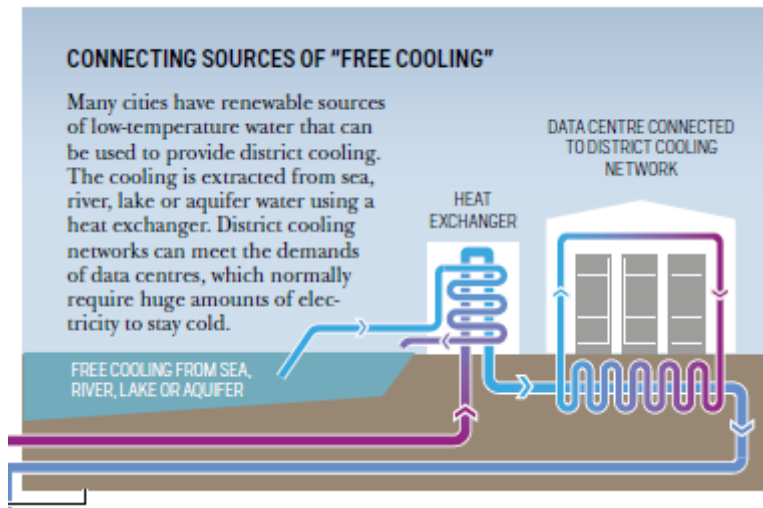 CONNECTING SOURCES OF "FREE COOLING"
Many cities have renewable sources
of low-temperature water that can
be used to provide district cooling.
The cooling is extracted from sea,
river, lake or aquifer water using a
heat exchanger. District cooling
networks can meet the demands
of data centres, which normally
require huge amounts of elec-
tricity to stay cold.
FREE COOLING FROM SEA,
RIVER, LAKE OR AQUIFER
HEAT
EXCHANGER
DATA CENTRE CONNECTED
TO DISTRICT COOLING
NETWORK